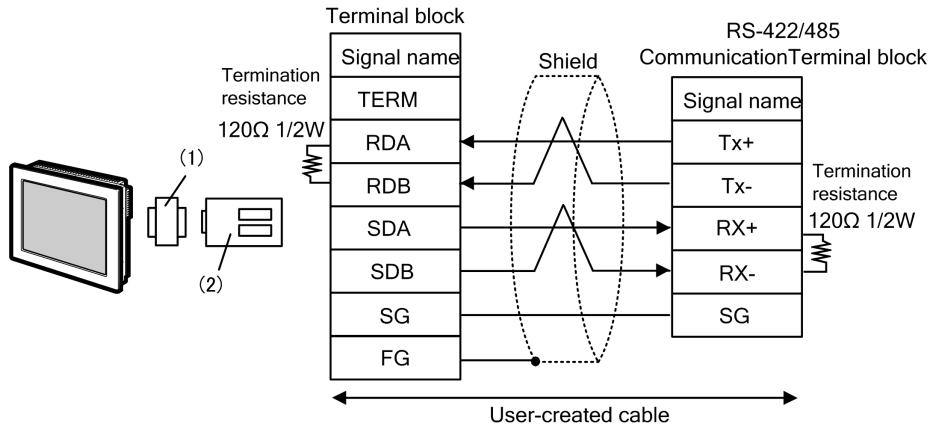 Terminal block
RS-422/485
CommunicationTerminal block
Signal name
Shield
Termination
resistance
120Ω 1/2W
TERM
Signal name
RDA
Tx+
(1)
RDB
Tx-
Termination
resistance
120Ω 1/2W
SDA
RX+
(2)
SDB
RX-
SG
SG
FG
User-created cable